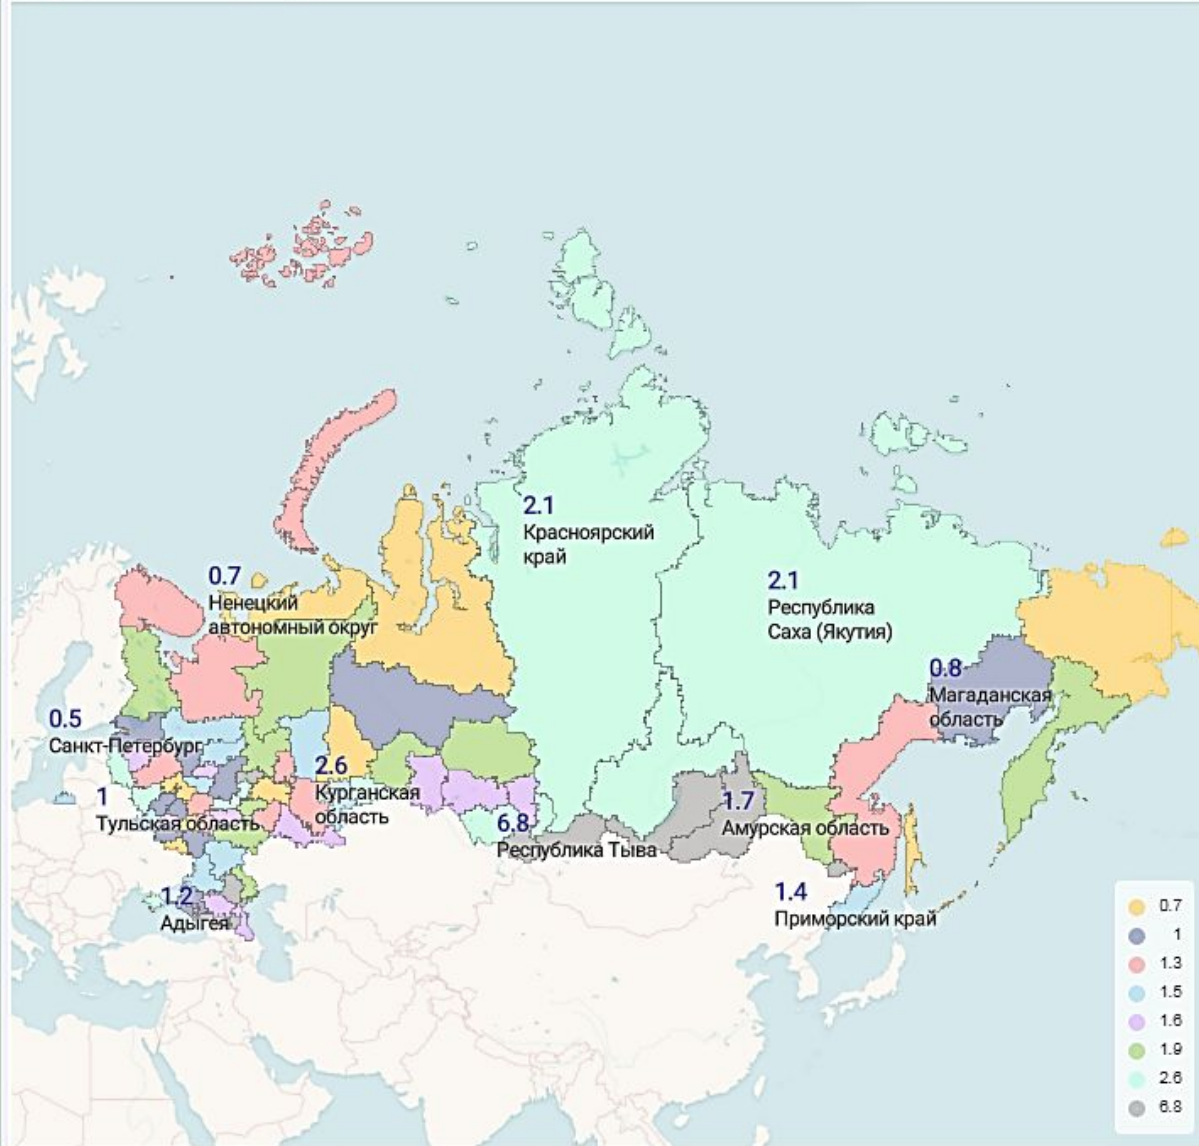 2.1
Красноярский
край
0.7
Ненецкий
автономный округ
2.1
Республика
Саха (Якутия)
0.8
Магаданская
область
0.5
Санкт-Петербург
2.6
Курганская
область
1
Тульская область
6.8
Республика Тыва
1.7
Амурская область
1.2
Адыгея
1.4
Приморский край
0.7
1
1.3
1.5
1.6
1.9
2.6
6.8